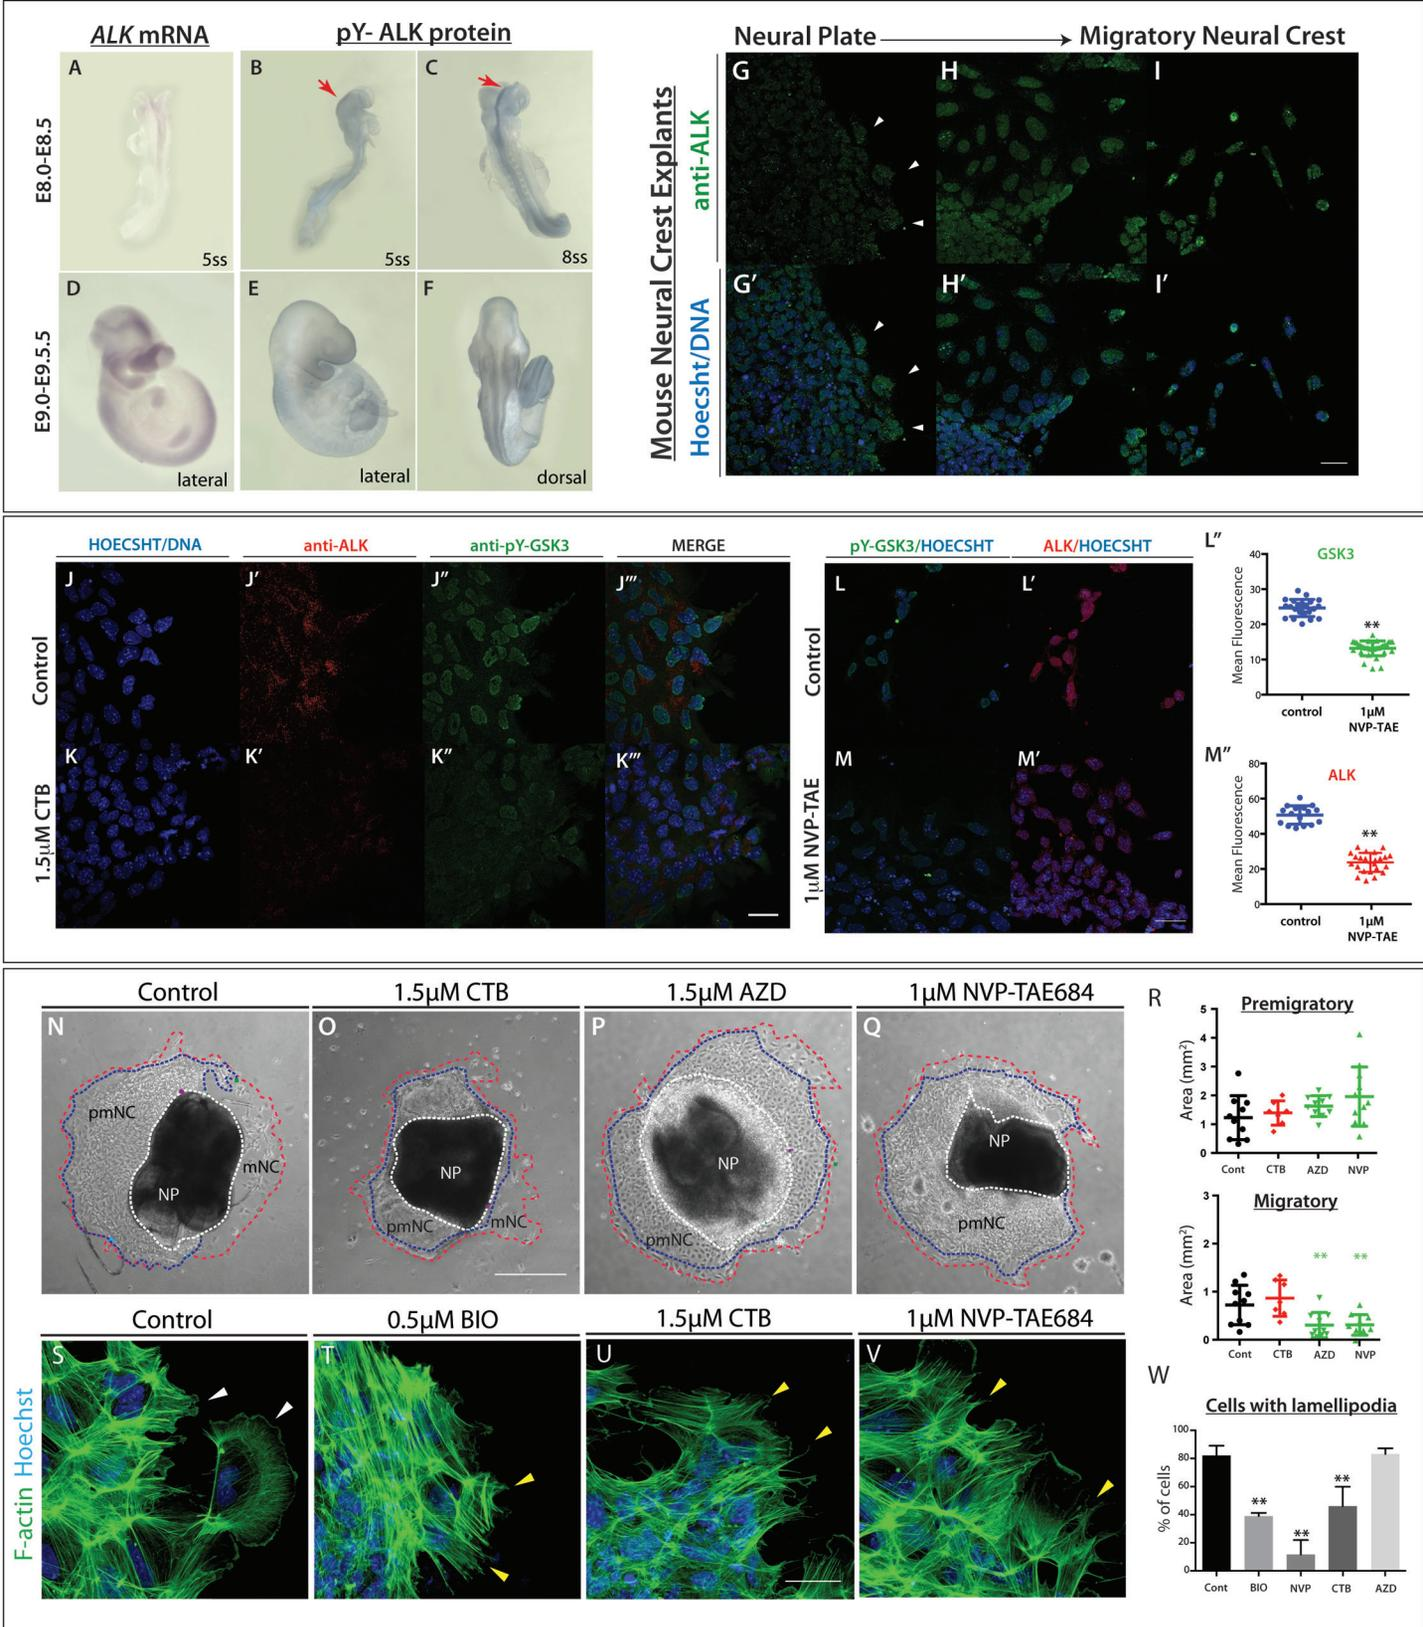 ALK mRNA
pY- ALK protein
E8.0-E8.5
A
5ss
B
5ss
C
8ss
E9.0-E9.5.5
D
lateral
E
lateral
F
dorsal
Neural Plate
Migratory Neural Crest
Mouse Neural Crest Explants
anti-ALK
Hoecsht/DNA
G
H
I
G’
H’
I’
HOECSHT/DNA
anti-ALK
anti-pY-GSK3
MERGE
Control
J
J’
J”
J”’
1.5µM CTB
K
K’
K”
K”’
pY-GSK3/HOECSHT
ALK/HOECSHT
Control
L
L’
1µM NVP-TAE
M
M’
L”
GSK3
Mean Fluorescence
40
30
20
10
0
**
control
1µM
NVP-TAE
M”
ALK
Mean Fluorescence
80
60
40
20
0
**
control
1µM
NVP-TAE
Control
1.5µM CTB
1.5µM AZD
1µM NVP-TAE684
N
pmNC
mNC
NP
O
NP
pmNC
mNC
P
NP
pmNC
Q
NP
pmNC
R
Premigratory
Area (mm2)
5
4
3
2
1
0
Cont
CTB
AZD
NVP
Migratory
Area (mm2)
3
2
1
0
**
**
Cont
CTB
AZD
NVP
Control
0.5µM BIO
1.5µM CTB
1µM NVP-TAE684
F-actin Hoechst
S
T
U
V
W
Cells with lamellipodia
% of cells
100
80
60
40
20
0
**
**
**
Cont
BIO
NVP
CTB
AZD